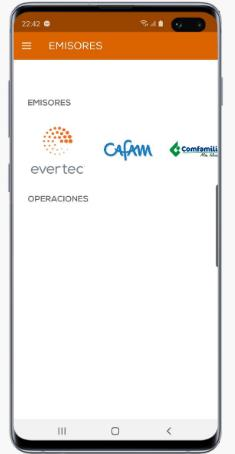 22:42
EMISORES
EMISORES
evertec
CAFAM
Comfamili
OPERACIONES